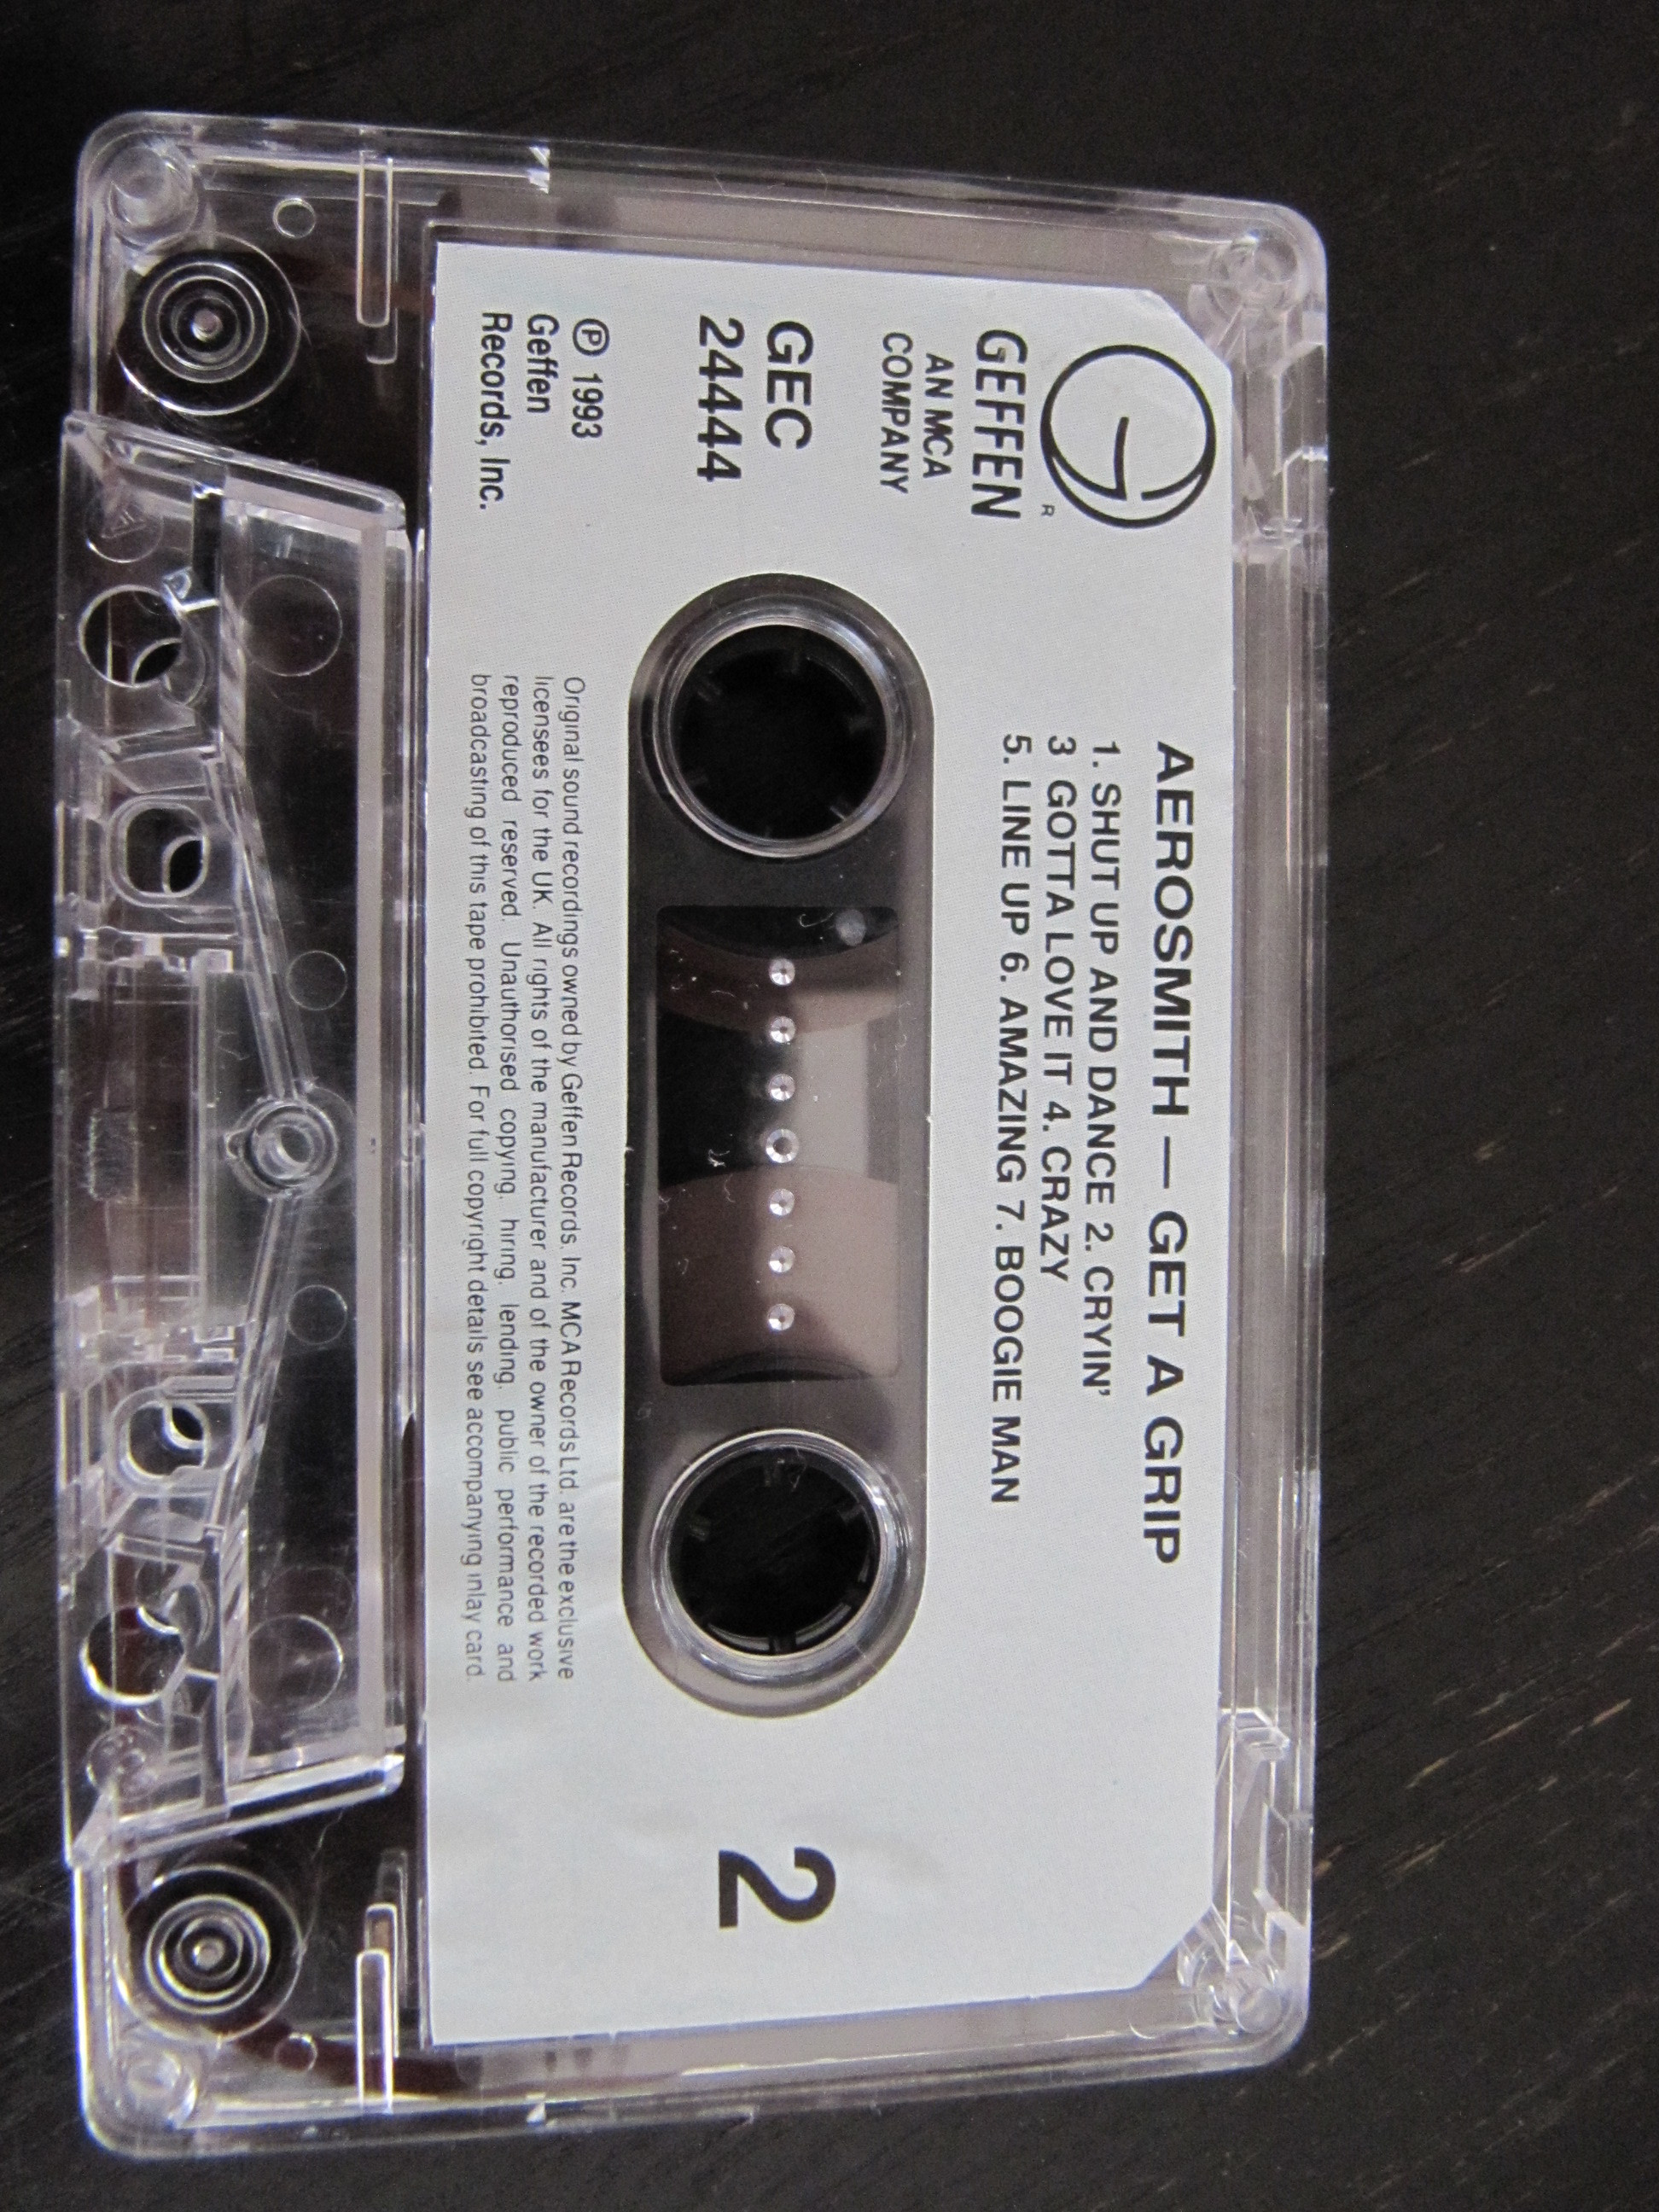 G
GEFFEN
R
AN MCA
COMPANY
GEC
24444
Ⓟ 1993
Geffen
Records, Inc.
AEROSMITH — GET A GRIP
1. SHUT UP AND DANCE 2. CRYIN'
3 GOTTA LOVE IT 4. CRAZY
5. LINE UP 6. AMAZING 7. BOOGIE MAN
2
Original sound recordings owned by Geffen Records. Inc. MCA Records Ltd. are the exclusive
licensees for the UK. All rights of the manufacturer and of the owner of the recorded work
reproduced reserved. Unauthorised copying, hiring, lending, public performance and
broadcasting of this tape prohibited. For full copyright details see accompanying inlay card.